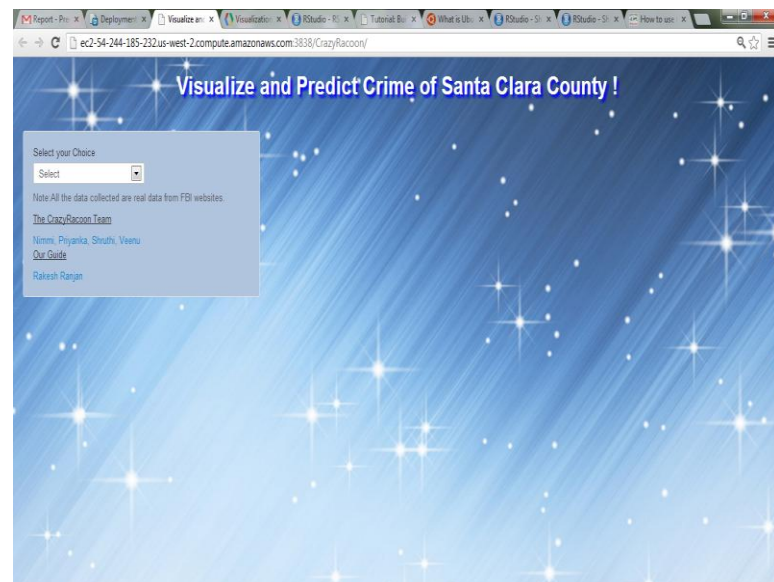 Report - Pre
Deployment
Visualize an
Visualization
RStudio - RS
Tutorial: Bu
What is Ubu
RStudio - Sh
RStudio - Sh
How to use
ec2-54-244-185-232.us-west-2.compute.amazonaws.com:3838/CrazyRacoon/
Visualize and Predict Crime of Santa Clara County !
Select your Choice
Select
Note:All the data collected are real data from FBI websites.
The CrazyRacoon Team
Nimmi, Priyanka, Shruthi, Veenu
Our Guide
Rakesh Ranjan